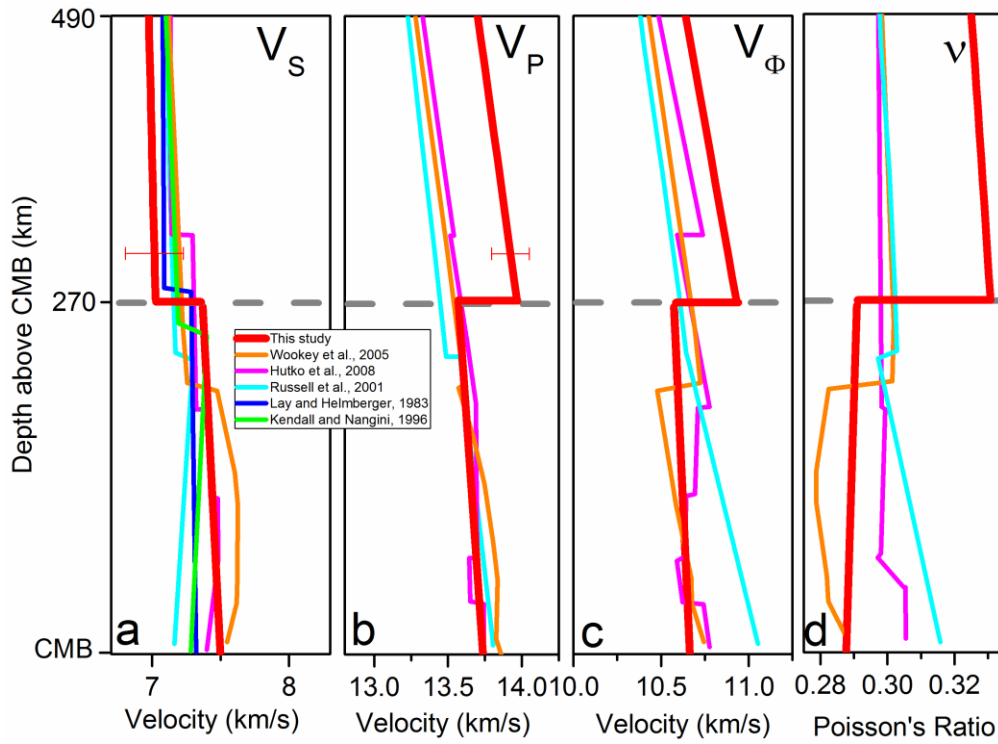 490
270
CMB
Depth above CMB (km)
V_S
V_P
V_Φ
ν
This study
Wookey et al., 2005
Hutko et al., 2008
Russell et al., 2001
Lay and Helmberger, 1983
Kendall and Nangini, 1996
a
b
c
d
7 8
13.0 13.5 14.0
10.0 10.5 11.0
0.28 0.30 0.32
Velocity (km/s)
Velocity (km/s)
Velocity (km/s)
Poisson's Ratio